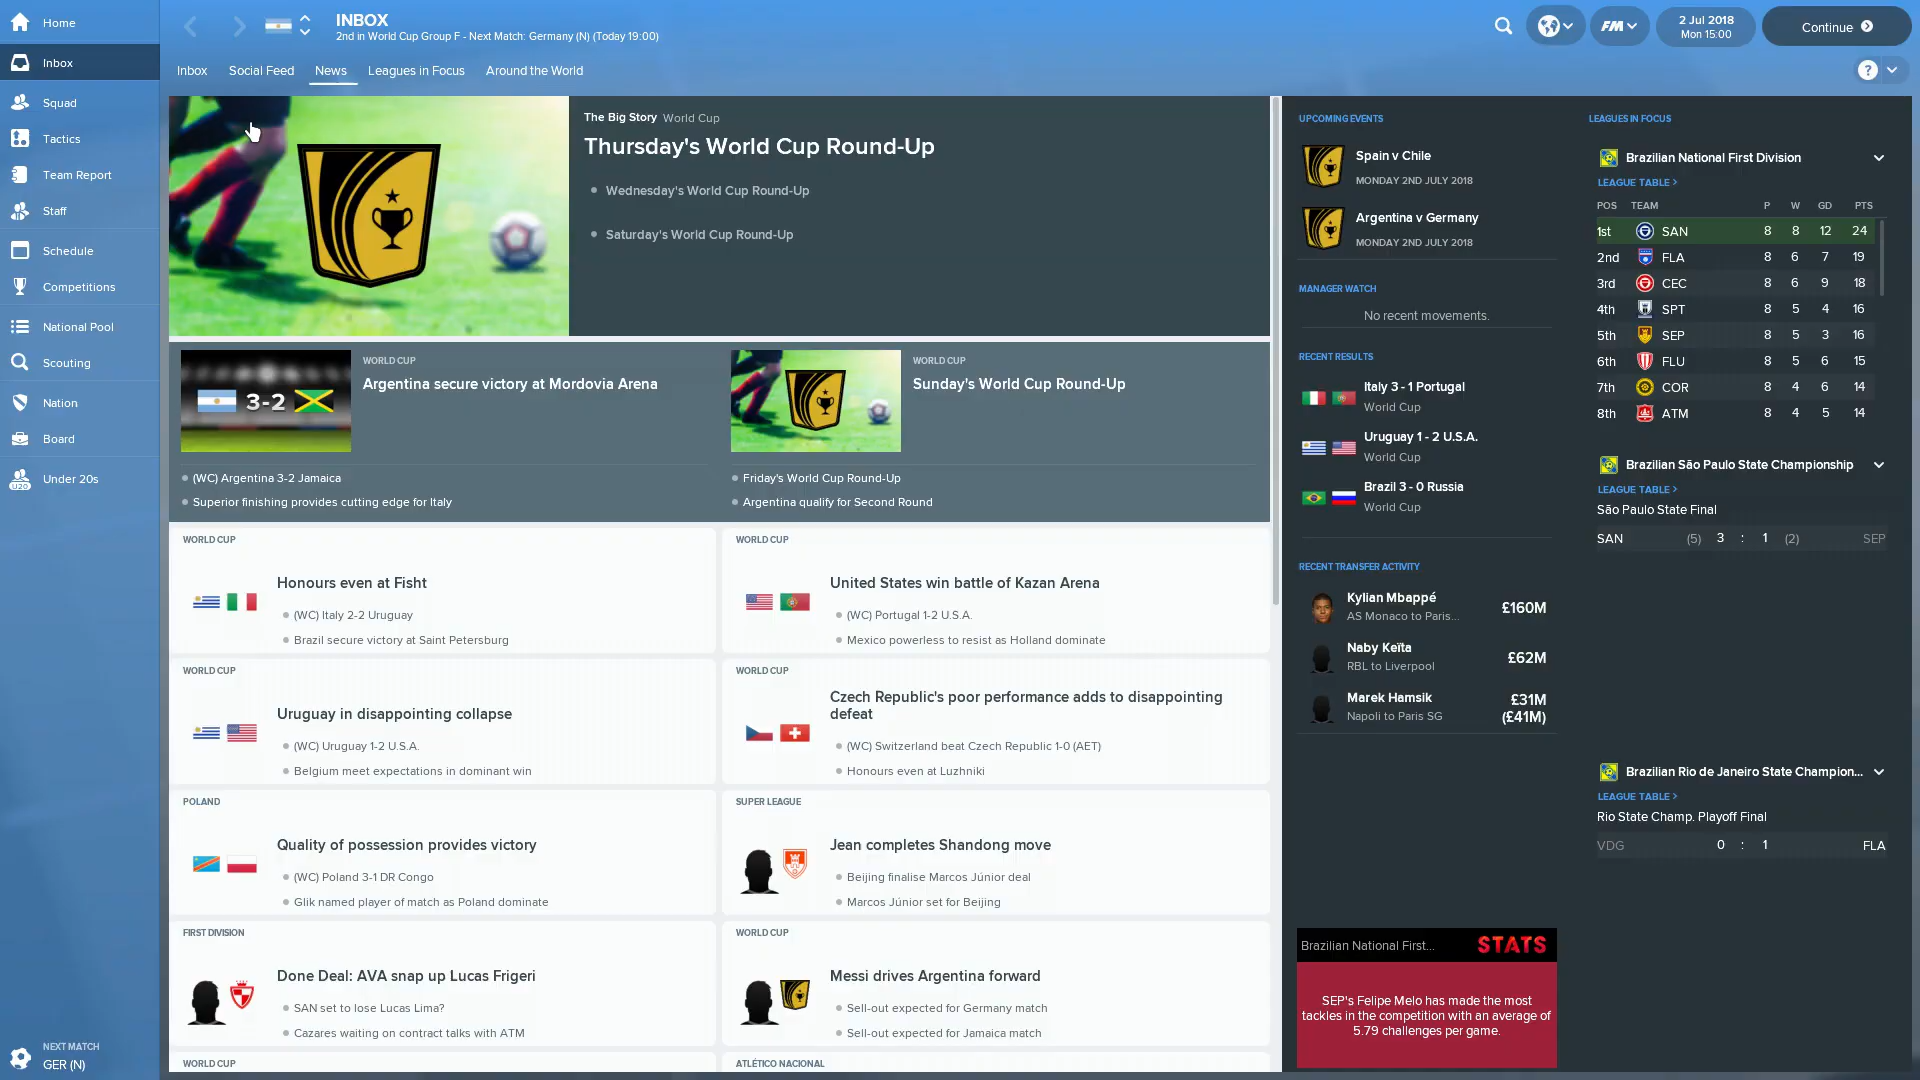 Home
Inbox
Squad
Tactics
Team Report
Staff
Schedule
Competitions
National Pool
Scouting
Nation
Board
U20
Under 20s
NEXT MATCH
GER (N)
INBOX
2nd in World Cup Group F - Next Match: Germany (N) (Today 19:00)
FM
2 Jul 2018
Mon 15:00
Continue
Inbox Social Feed News Leagues in Focus Around the World
?
The Big Story World Cup
Thursday's World Cup Round-Up
Wednesday's World Cup Round-Up
Saturday's World Cup Round-Up
WORLD CUP
Argentina secure victory at Mordovia Arena
3-2
(WC) Argentina 3-2 Jamaica
Superior finishing provides cutting edge for Italy
WORLD CUP
Sunday's World Cup Round-Up
Friday's World Cup Round-Up
Argentina qualify for Second Round
WORLD CUP
Honours even at Fisht
(WC) Italy 2-2 Uruguay
Brazil secure victory at Saint Petersburg
WORLD CUP
United States win battle of Kazan Arena
(WC) Portugal 1-2 U.S.A.
Mexico powerless to resist as Holland dominate
WORLD CUP
Uruguay in disappointing collapse
(WC) Uruguay 1-2 U.S.A.
Belgium meet expectations in dominant win
WORLD CUP
Czech Republic's poor performance adds to disappointing
defeat
(WC) Switzerland beat Czech Republic 1-0 (AET)
Honours even at Luzhniki
POLAND
Quality of possession provides victory
(WC) Poland 3-1 DR Congo
Glik named player of match as Poland dominate
SUPER LEAGUE
Jean completes Shandong move
Beijing finalise Marcos Júnior deal
Marcos Júnior set for Beijing
FIRST DIVISION
Done Deal: AVA snap up Lucas Frigeri
SAN set to lose Lucas Lima?
Cazares waiting on contract talks with ATM
WORLD CUP
Messi drives Argentina forward
Sell-out expected for Germany match
Sell-out expected for Jamaica match
WORLD CUP
ATLÉTICO NACIONAL
UPCOMING EVENTS
Spain v Chile
MONDAY 2ND JULY 2018
Argentina v Germany
MONDAY 2ND JULY 2018
MANAGER WATCH
No recent movements.
RECENT RESULTS
Italy 3 - 1 Portugal
World Cup
Uruguay 1 - 2 U.S.A.
World Cup
Brazil 3 - 0 Russia
World Cup
RECENT TRANSFER ACTIVITY
Kylian Mbappé
AS Monaco to Paris...
£160M
Naby Keïta
RBL to Liverpool
£62M
Marek Hamsik
Napoli to Paris SG
£31M
(£41M)
Brazilian National First... STATS
SEP's Felipe Melo has made the most
tackles in the competition with an average of
5.79 challenges per game.
LEAGUES IN FOCUS
Brazilian National First Division
LEAGUE TABLE >
POS TEAM P W GD PTS
1st SAN 8 8 12 24
2nd FLA 8 6 7 19
3rd CEC 8 6 9 18
4th SPT 8 5 4 16
5th SEP 8 5 3 16
6th FLU 8 5 6 15
7th COR 8 4 6 14
8th ATM 8 4 5 14
Brazilian São Paulo State Championship
LEAGUE TABLE >
São Paulo State Final
SAN (5) 3 : 1 (2) SEP
Brazilian Rio de Janeiro State Champion...
LEAGUE TABLE >
Rio State Champ. Playoff Final
VDG 0 : 1 FLA